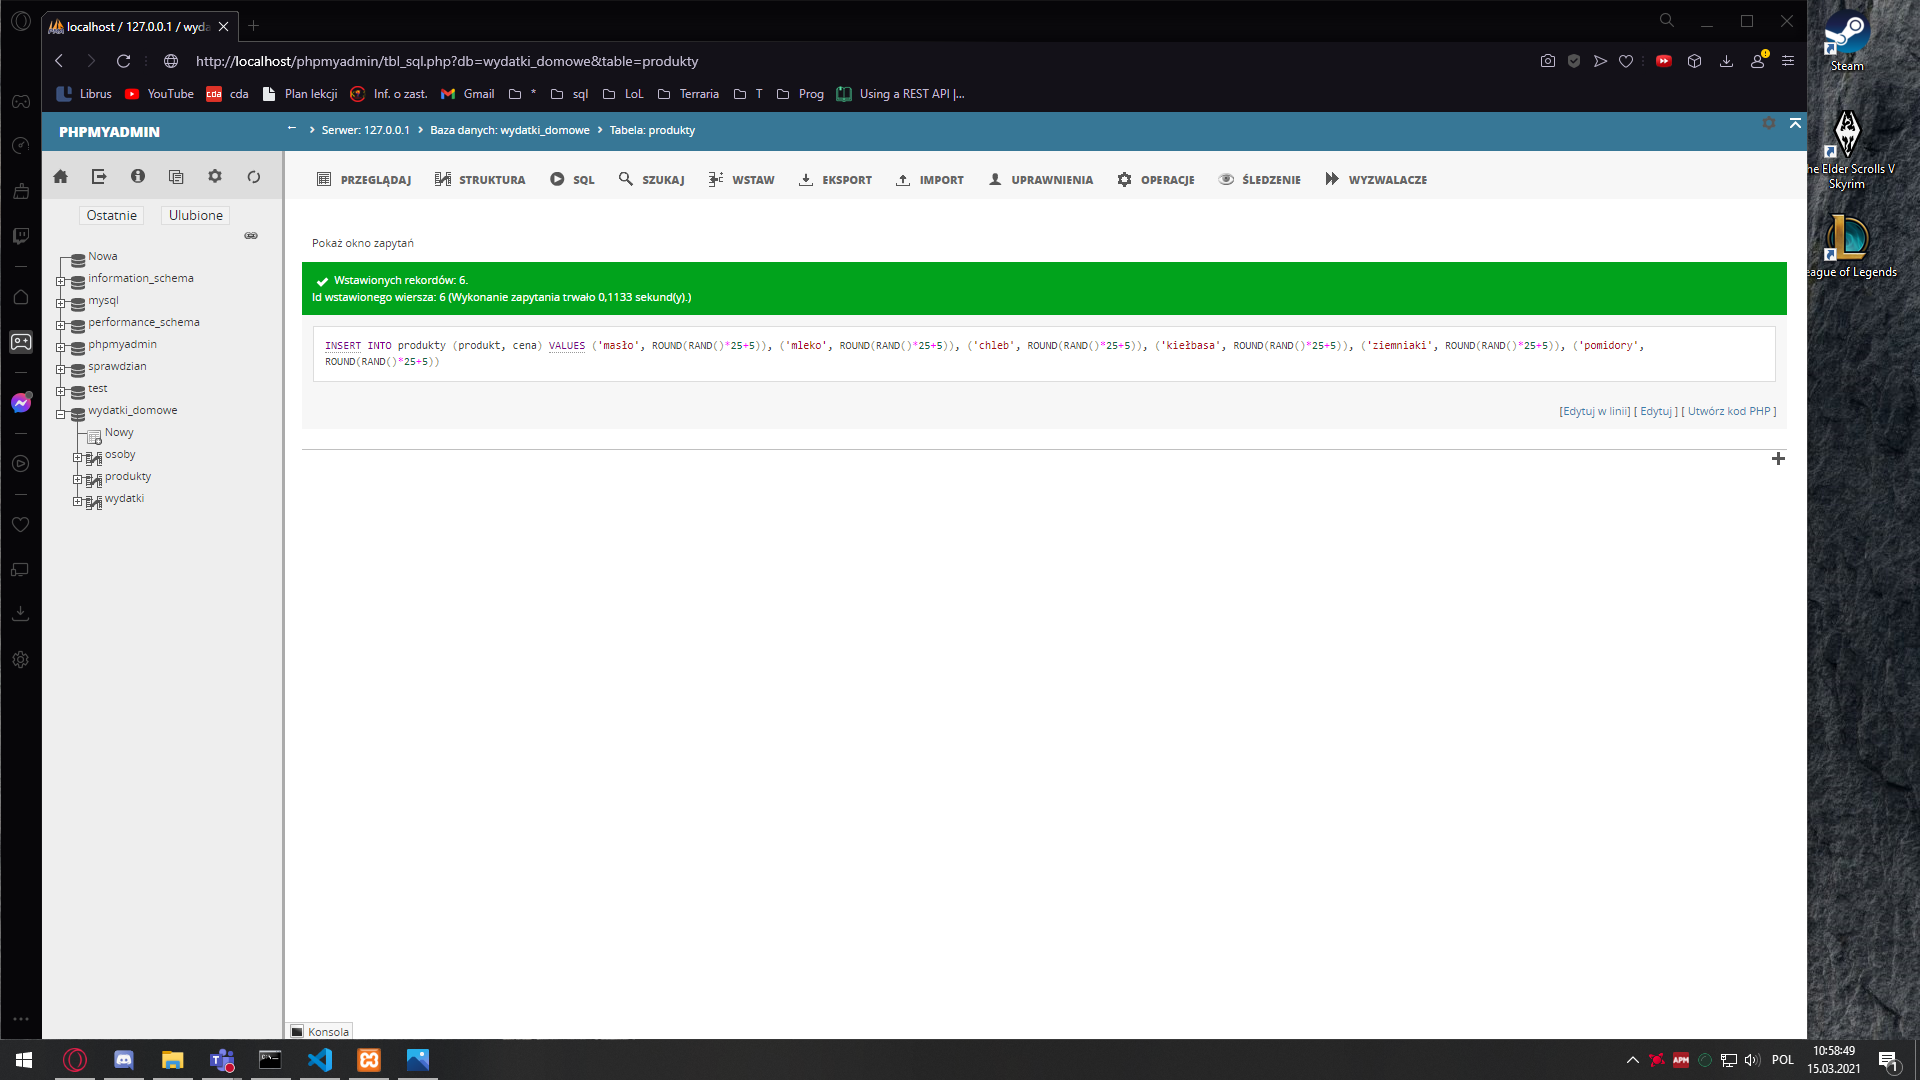 localhost / 127.0.0.1 / wyda
http://localhost/phpmyadmin/tbl_sql.php?db=wydatki_domowe&table=produkty
Librus YouTube cda Plan lekcji Inf. o zast. Gmail * sql LoL Terraria T Prog Using a REST API |...
PHPMYADMIN
← › Serwer: 127.0.0.1 › Baza danych: wydatki_domowe › Tabela: produkty
PRZEGLĄDAJ STRUKTURA SQL SZUKAJ WSTAW EKSPORT IMPORT UPRAWNIENIA OPERACJE ŚLEDZENIE WYZWALACZE
Ostatnie Ulubione
Nowa
information_schema
mysql
performance_schema
phpmyadmin
sprawdzian
test
wydatki_domowe
Nowy
osoby
produkty
wydatki
Pokaż okno zapytań
Wstawionych rekordów: 6.
Id wstawionego wiersza: 6 (Wykonanie zapytania trwało 0,1133 sekund(y).)
INSERT INTO produkty (produkt, cena) VALUES ('masło', ROUND(RAND()*25+5)), ('mleko', ROUND(RAND()*25+5)), ('chleb', ROUND(RAND()*25+5)), ('kiełbasa', ROUND(RAND()*25+5)), ('ziemniaki', ROUND(RAND()*25+5)), ('pomidory',
ROUND(RAND()*25+5))
[Edytuj w linii] [ Edytuj ] [ Utwórz kod PHP ]
Konsola
Steam
he Elder Scrolls V
Skyrim
eague of Legends
APM
POL
10:58:49
15.03.2021
1